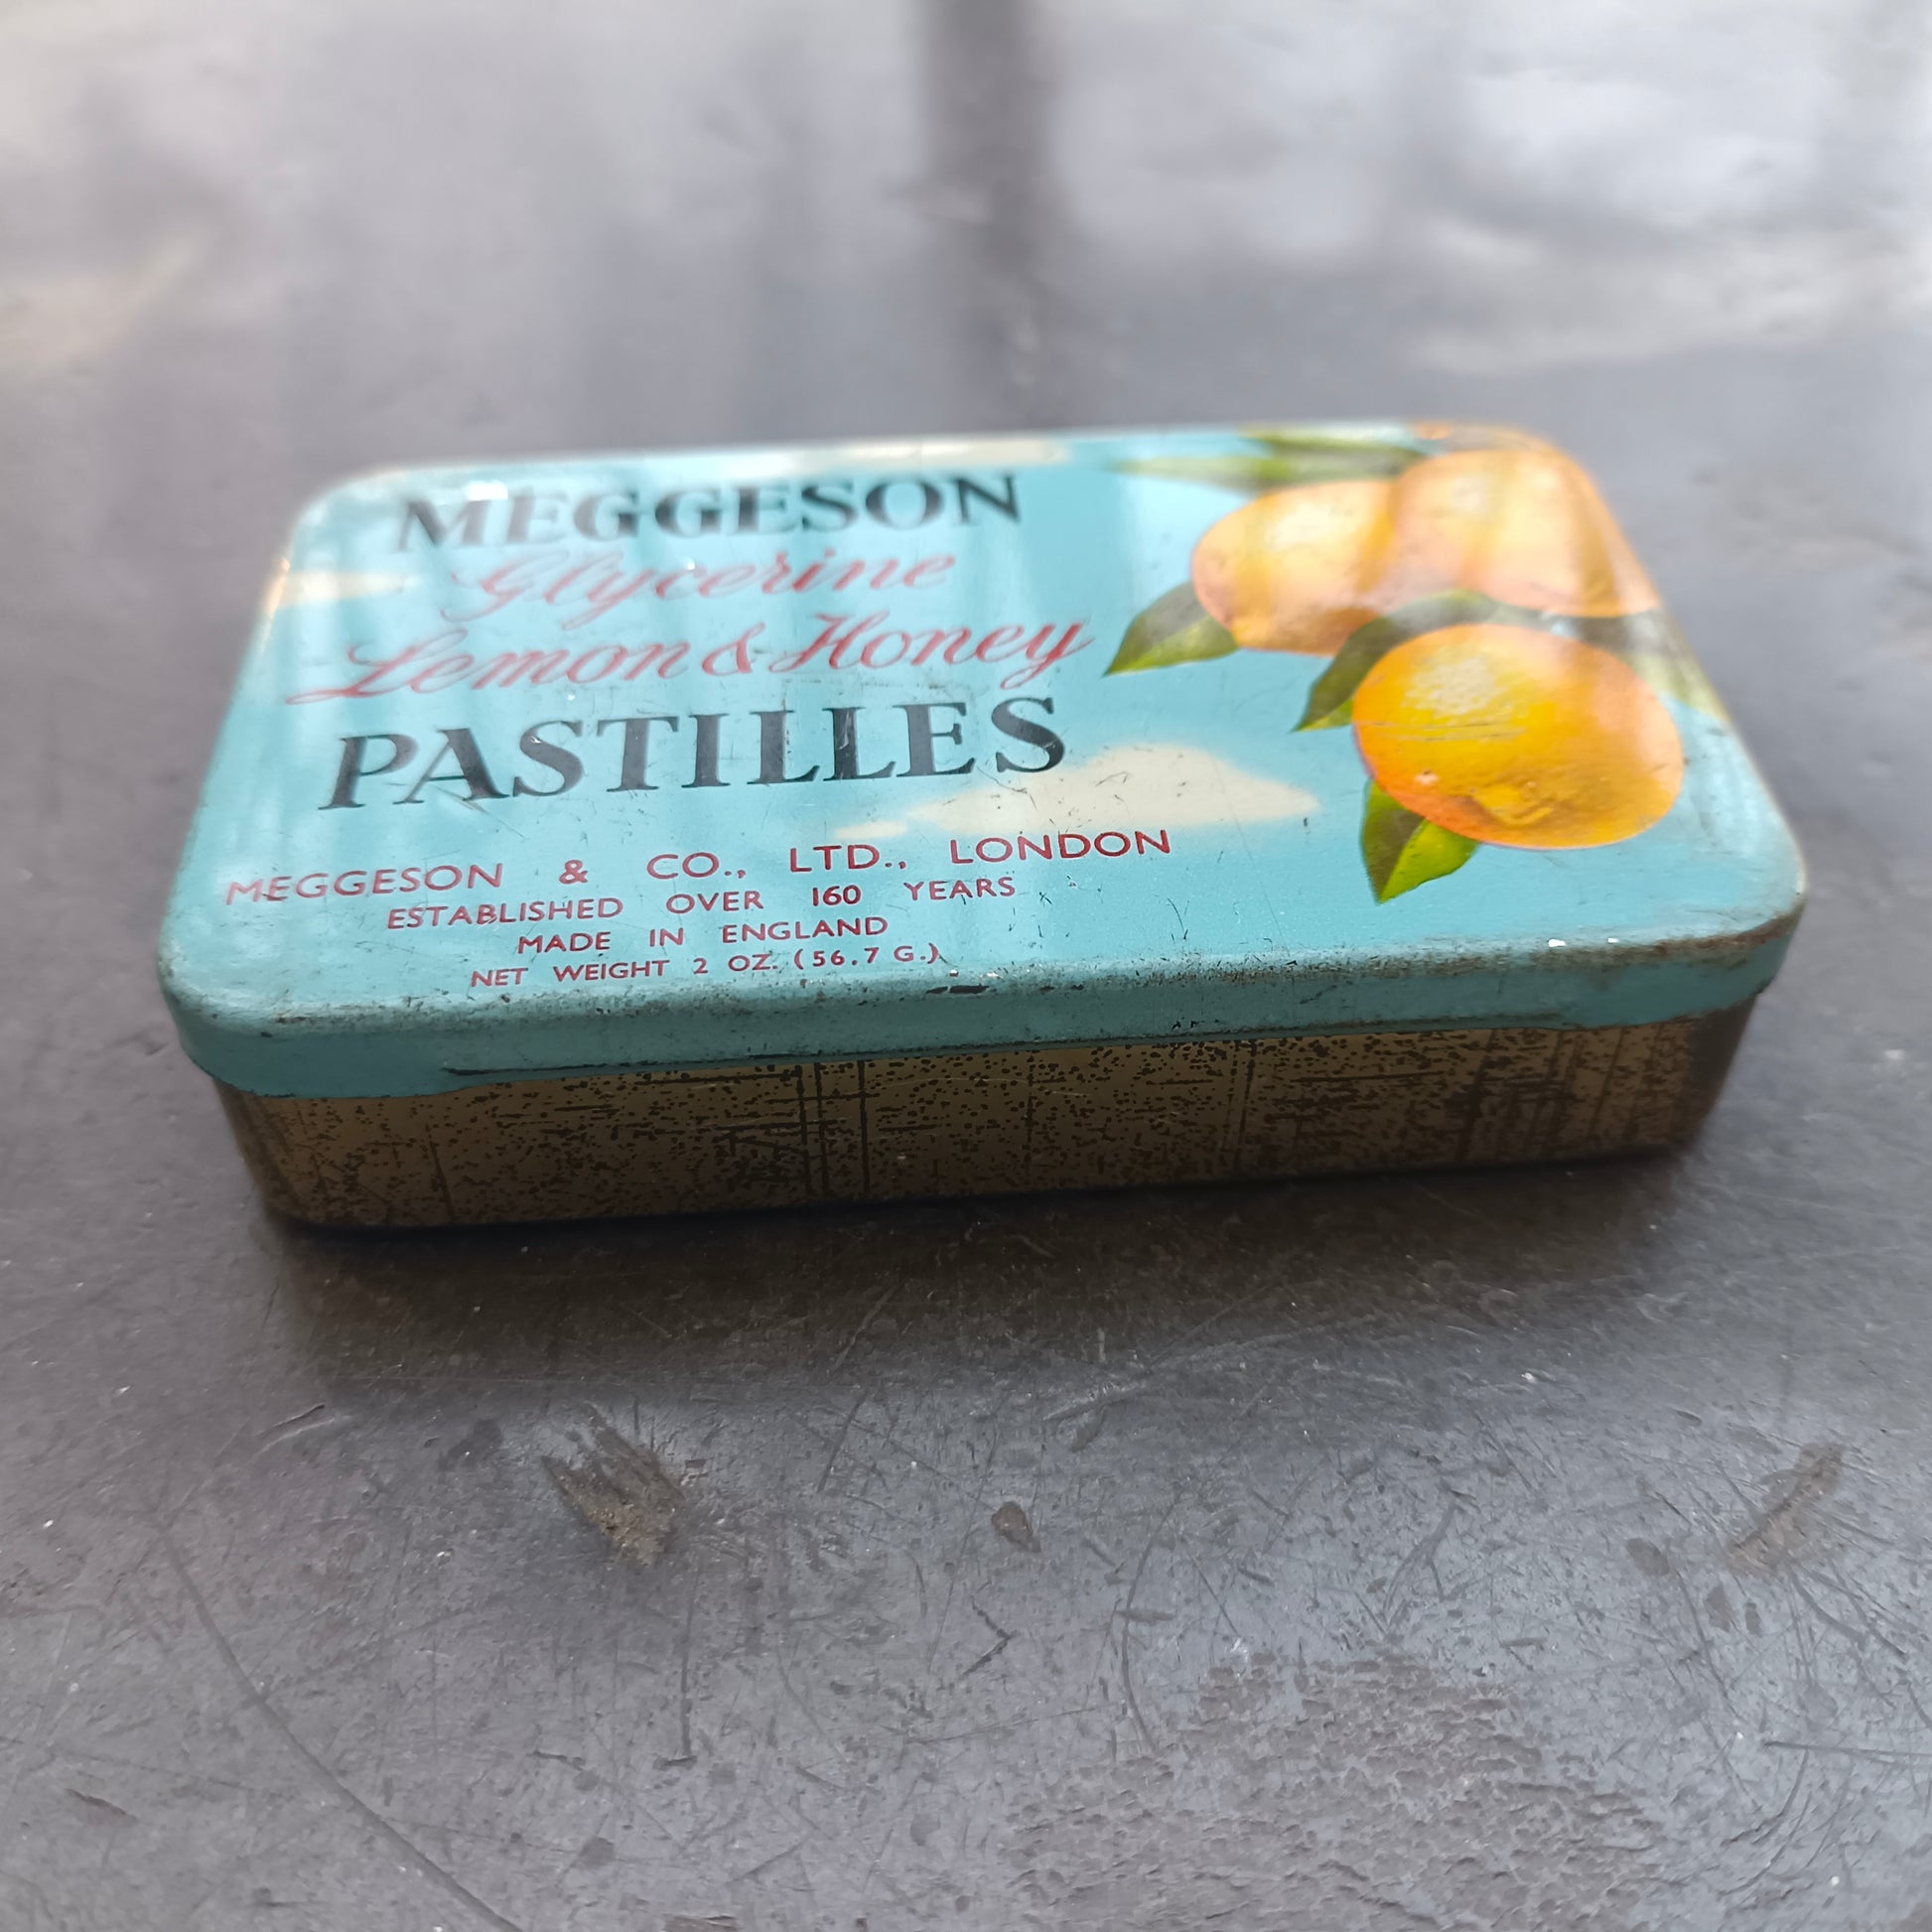 MEGGESON
Glycerine
Lemon & Honey
PASTILLES
MEGGESON & CO., LTD., LONDON
ESTABLISHED OVER 160 YEARS
MADE IN ENGLAND
NET WEIGHT 2 OZ. (56.7 G.)